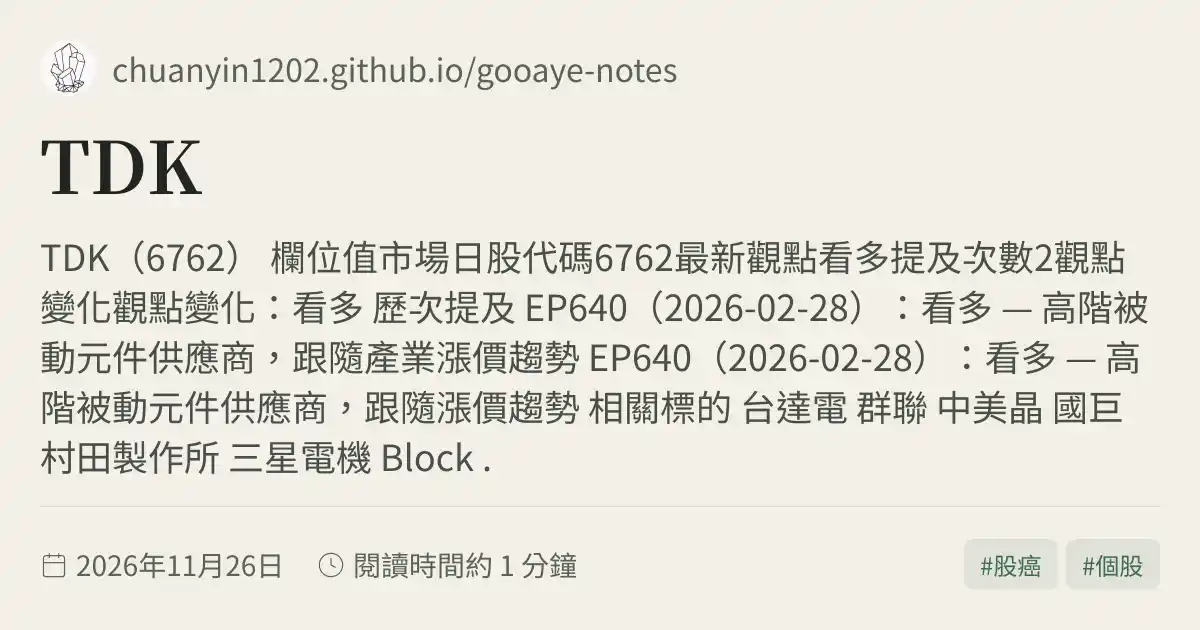 chuanyin1202.github.io/gooaye-notes
TDK
TDK（6762） 欄位值市場日股代碼6762最新觀點看多提及次數2觀點
變化觀點變化：看多 歷次提及 EP640（2026-02-28）：看多 — 高階被
動元件供應商，跟隨產業漲價趨勢 EP640（2026-02-28）：看多 — 高
階被動元件供應商，跟隨漲價趨勢 相關標的 台達電 群聯 中美晶 國巨
村田製作所 三星電機 Block .
2026年11月26日 閱讀時間約 1 分鐘 #股癌 #個股